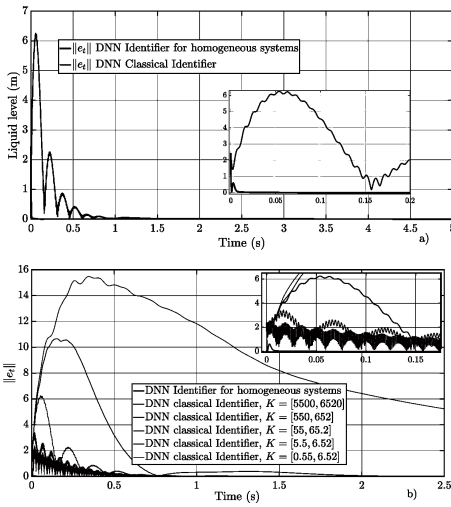 7
6
5
4
3
2
1
0
Liquid level (m)
‖e_t‖ DNN Identifier for homogeneous systems
‖e_t‖ DNN Classical Identifier
6
5
4
3
2
1
0
0 0.05 0.1 0.15 0.2
0 0.5 1 1.5 2 2.5 3 3.5 4 4.5 5
Time (s)
a)
16
14
12
10
8
6
4
2
0
‖e_t‖
6
4
2
0
0 0.05 0.1 0.15
DNN Identifier for homogeneous systems
DNN classical Identifier, K = [5500, 6520]
DNN classical Identifier, K = [550, 652]
DNN classical Identifier, K = [55, 65.2]
DNN classical Identifier, K = [5.5, 6.52]
DNN classical Identifier, K = [0.55, 6.52]
0 0.5 1 1.5 2 2.5
Time (s)
b)